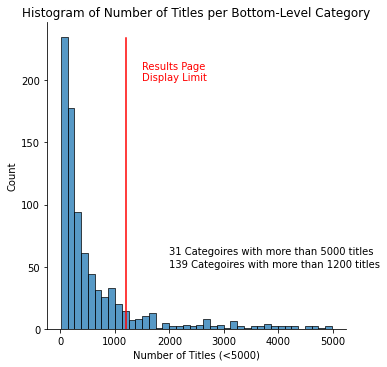 Histogram of Number of Titles per Bottom-Level Category
Results Page
Display Limit
31 Categoires with more than 5000 titles
139 Categoires with more than 1200 titles
Count
200
150
100
50
0
0 1000 2000 3000 4000 5000
Number of Titles (<5000)